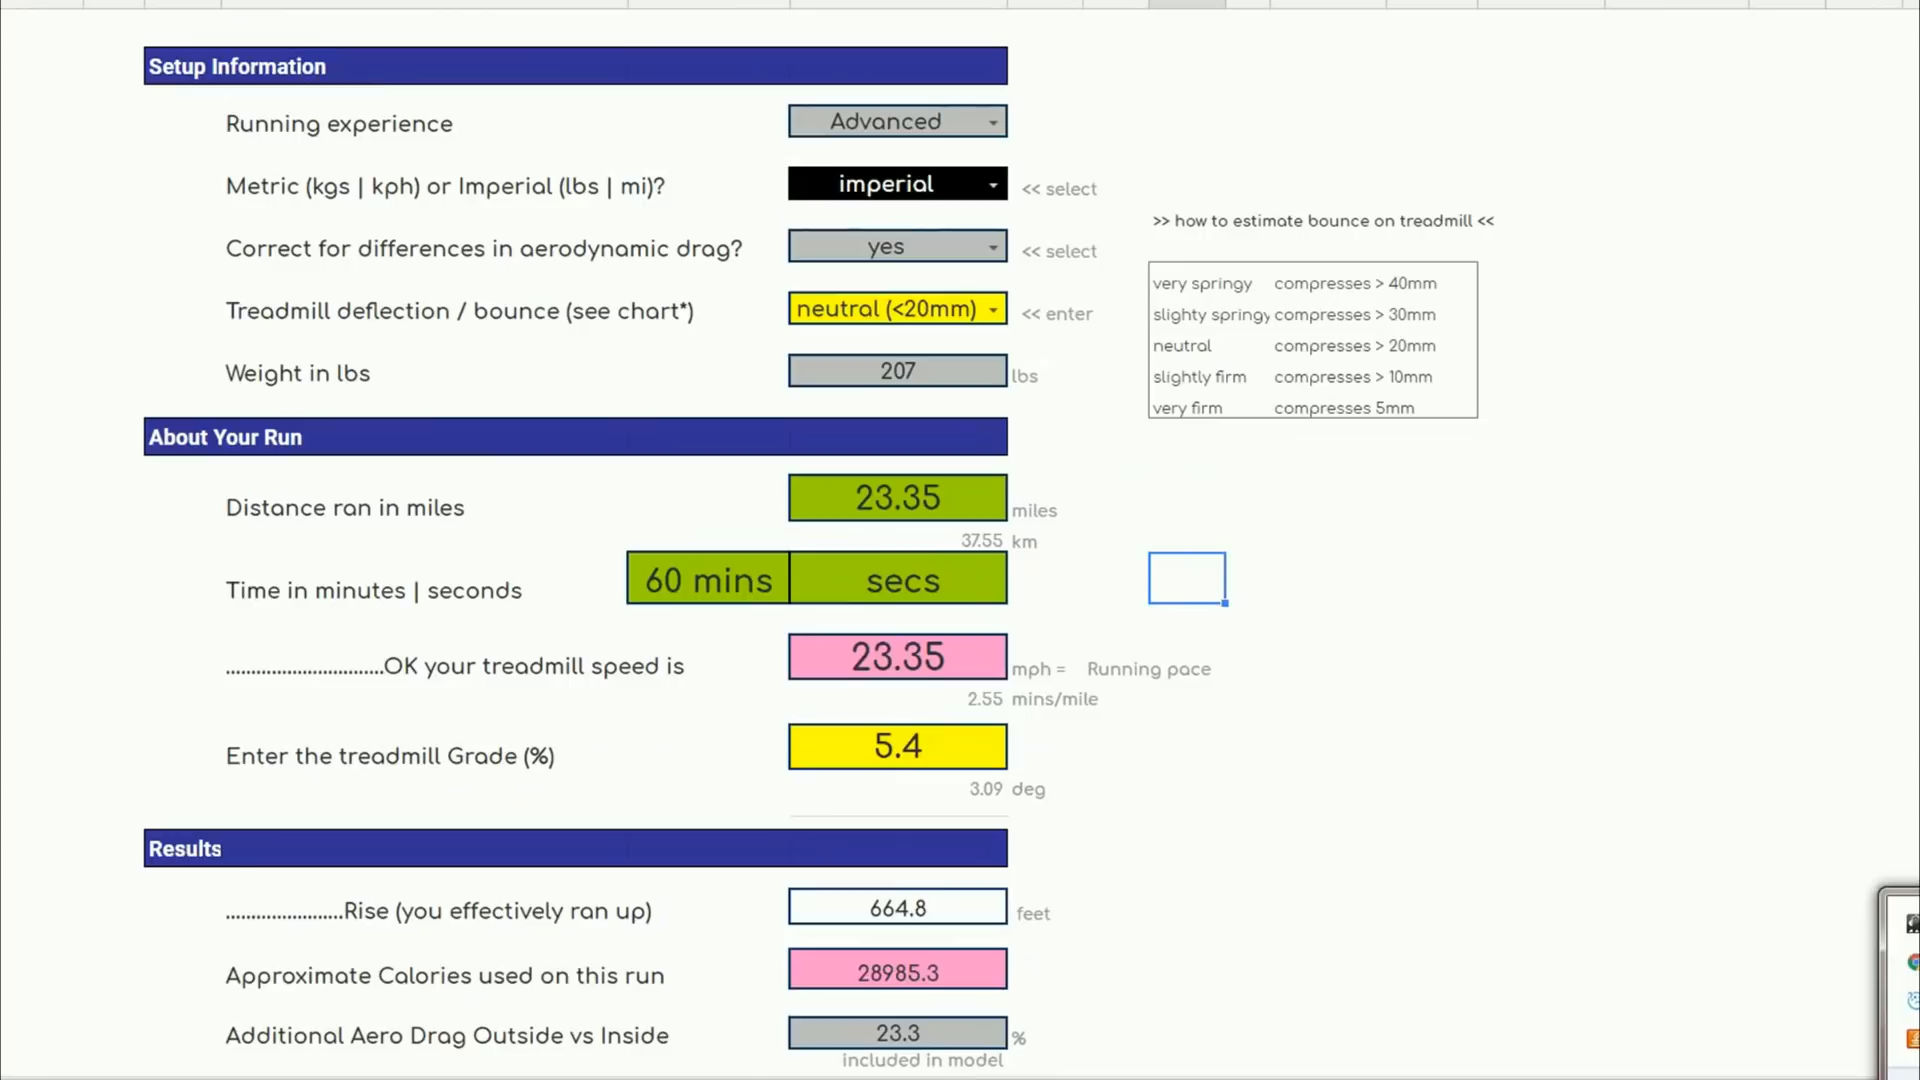 Setup Information
Running experience Advanced
Metric (kgs | kph) or Imperial (lbs | mi)? imperial << select
>> how to estimate bounce on treadmill <<
Correct for differences in aerodynamic drag? yes << select
very springy compresses > 40mm
Treadmill deflection / bounce (see chart*) neutral (<20mm) << enter
slighty springy compresses > 30mm
neutral compresses > 20mm
Weight in lbs 207 lbs
slightly firm compresses > 10mm
very firm compresses 5mm
About Your Run
Distance ran in miles 23.35 miles
37.55 km
Time in minutes | seconds 60 mins secs
...............................OK your treadmill speed is 23.35 mph = Running pace
2.55 mins/mile
Enter the treadmill Grade (%) 5.4
3.09 deg
Results
.......................Rise (you effectively ran up) 664.8 feet
Approximate Calories used on this run 28985.3
Additional Aero Drag Outside vs Inside 23.3 %
included in model